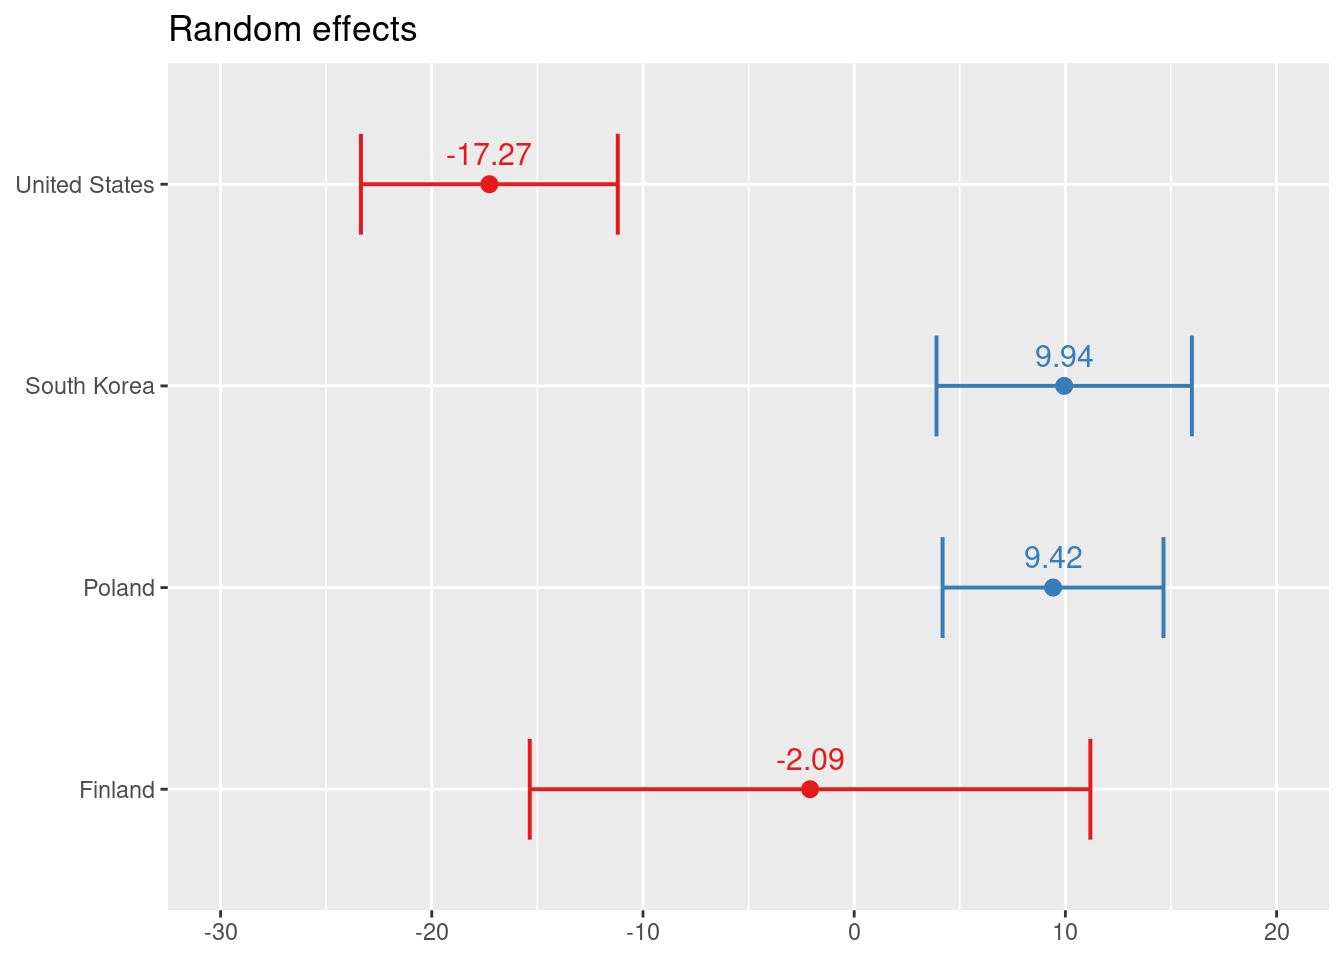 Random effects
United States
-17.27
South Korea
9.94
Poland
9.42
Finland
-2.09
-30 -20 -10 0 10 20